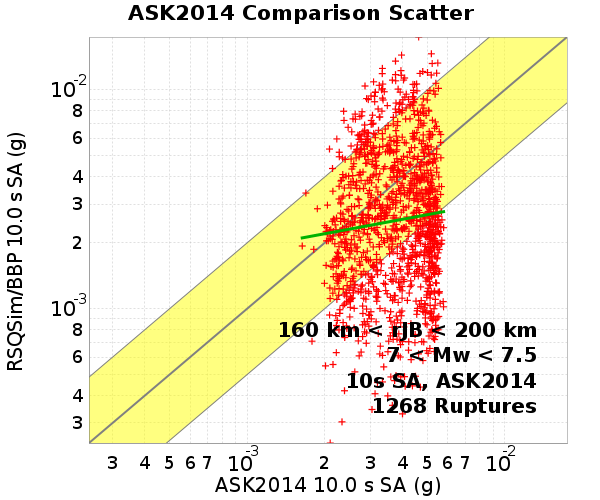 ASK2014 Comparison Scatter
RSQSim/BBP 10.0 s SA (g)
10-2
8
6
4
3
2
10-3
8
6
4
3
160 km < rJB < 200 km
7 < Mw < 7.5
10s SA, ASK2014
1268 Ruptures
3 4 5 6 7 10-3 2 3 4 5 6 7 10-2
ASK2014 10.0 s SA (g)